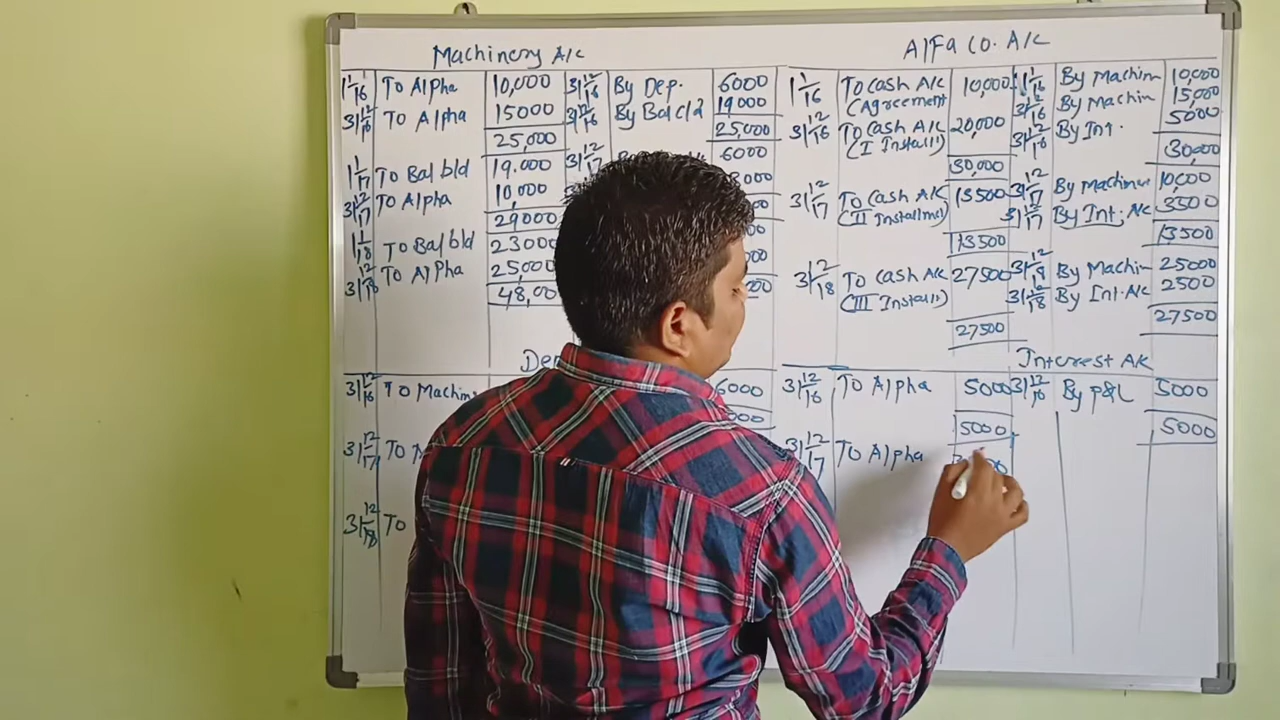 Machinery A/c
1/1/16 To Alpha 10,000 31/12/16 By Dep. 6000
31/12/16 To Alpha 15000 31/12/16 By Bal c/d 19000
25,000 25,000
1/1/17 To Bal b/d 19.000 31/12/17 6000
31/12/17 To Alpha 10,000
29000
1/1/18 To Bal b/d 23000
31/12/18 To Alpha 25,000
48,00
AlFa Co. A/c
1/1/16 To cash A/c (Agreement 10,000 1/1/16 By Machin 10,000
31/12/16 By Machin 15,000
31/12/16 To Cash A/c (I Install) 20,000 31/12/16 By Int. 5000
30,000 30,000
31/12/17 To Cash A/c (II Installme) 13500 31/12/17 By Machine 10,000
31/12/17 By Int: A/c 3500
13500 13500
31/12/18 To Cash A/c (III Install) 27500 31/12/18 By Machin 25000
31/12/18 By Int. A/c 2500
27500 27500
De
31/12/16 To Machin 6000
31/12/17 To
31/12/18 To
Interest A/c
31/12/16 To Alpha 5000 31/12/16 By P&L 5000
5000 5000
31/12/17 To Alpha